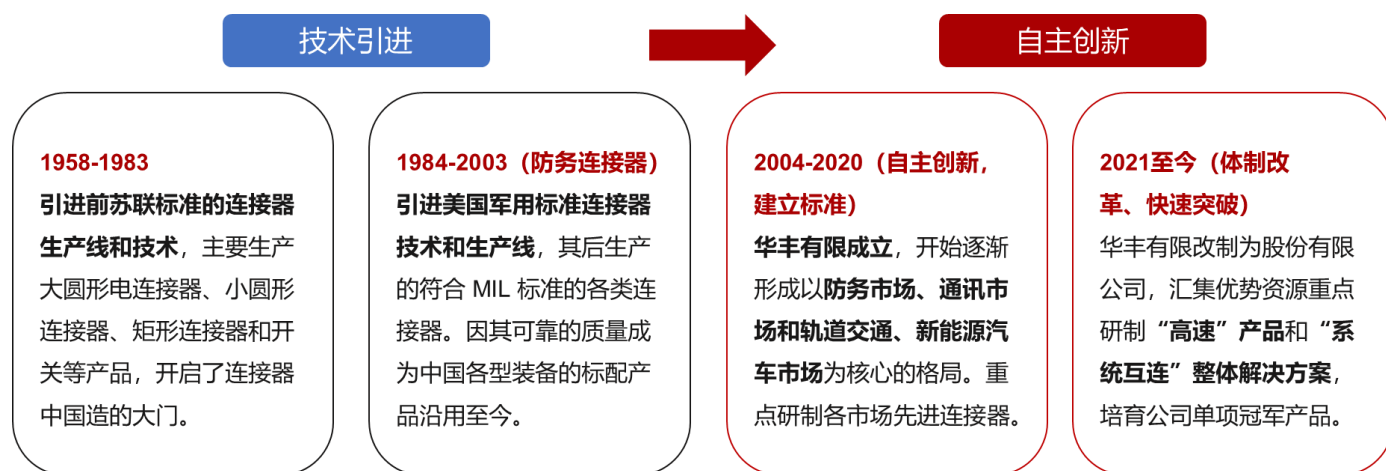 技术引进
自主创新
1958-1983
引进前苏联标准的连接器
生产线和技术，主要生产
大圆形电连接器、小圆形
连接器、矩形连接器和开
关等产品，开启了连接器
中国造的大门。
1984-2003（防务连接器）
引进美国军用标准连接器
技术和生产线，其后生产
的符合 MIL 标准的各类连
接器。因其可靠的质量成
为中国各型装备的标配产
品沿用至今。
2004-2020（自主创新，
建立标准）
华丰有限成立，开始逐渐
形成以防务市场、通讯市
场和轨道交通、新能源汽
车市场为核心的格局。重
点研制各市场先进连接器。
2021至今（体制改
革、快速突破）
华丰有限改制为股份有限
公司，汇集优势资源重点
研制“高速”产品和“系
统互连”整体解决方案，
培育公司单项冠军产品。